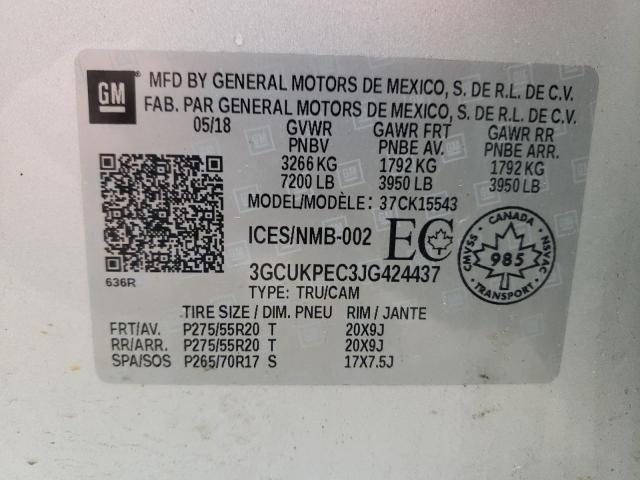 GM
MFD BY GENERAL MOTORS DE MEXICO, S. DE R.L. DE C.V.
FAB. PAR GENERAL MOTORS DE MEXICO, S. DE R.L. DE C.V.
05/18 GVWR GAWR FRT GAWR RR
PNBV PNBE AV. PNBE ARR.
3266 KG 1792 KG 1792 KG
7200 LB 3950 LB 3950 LB
MODEL/MODÈLE: 37CK15543
ICES/NMB-002 EC
CANADA
CMVSS 985 NSVAC
TRANSPORT
3GCUKPEC3JG424437
636R
TYPE: TRU/CAM
TIRE SIZE / DIM. PNEU RIM / JANTE
FRT/AV. P275/55R20 T 20X9J
RR/ARR. P275/55R20 T 20X9J
SPA/SOS P265/70R17 S 17X7.5J